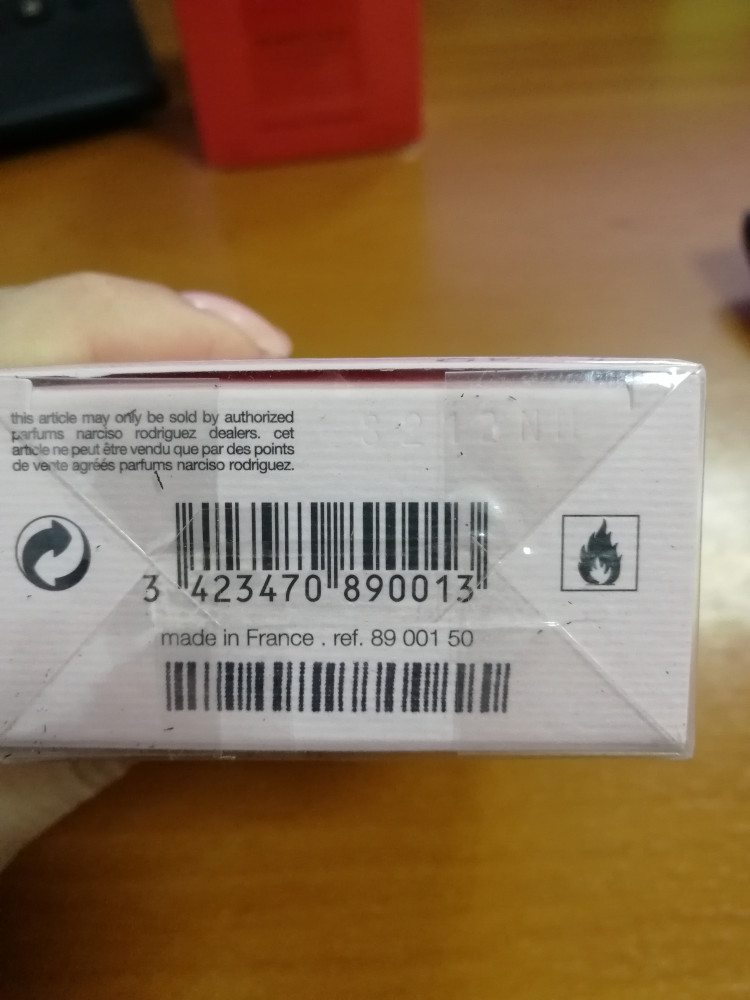 this article may only be sold by authorized
parfums narciso rodriguez dealers. cet
article ne peut être vendu que par des points
de vente agréés parfums narciso rodriguez.
3 423470 890013
made in France . ref. 89 001 50